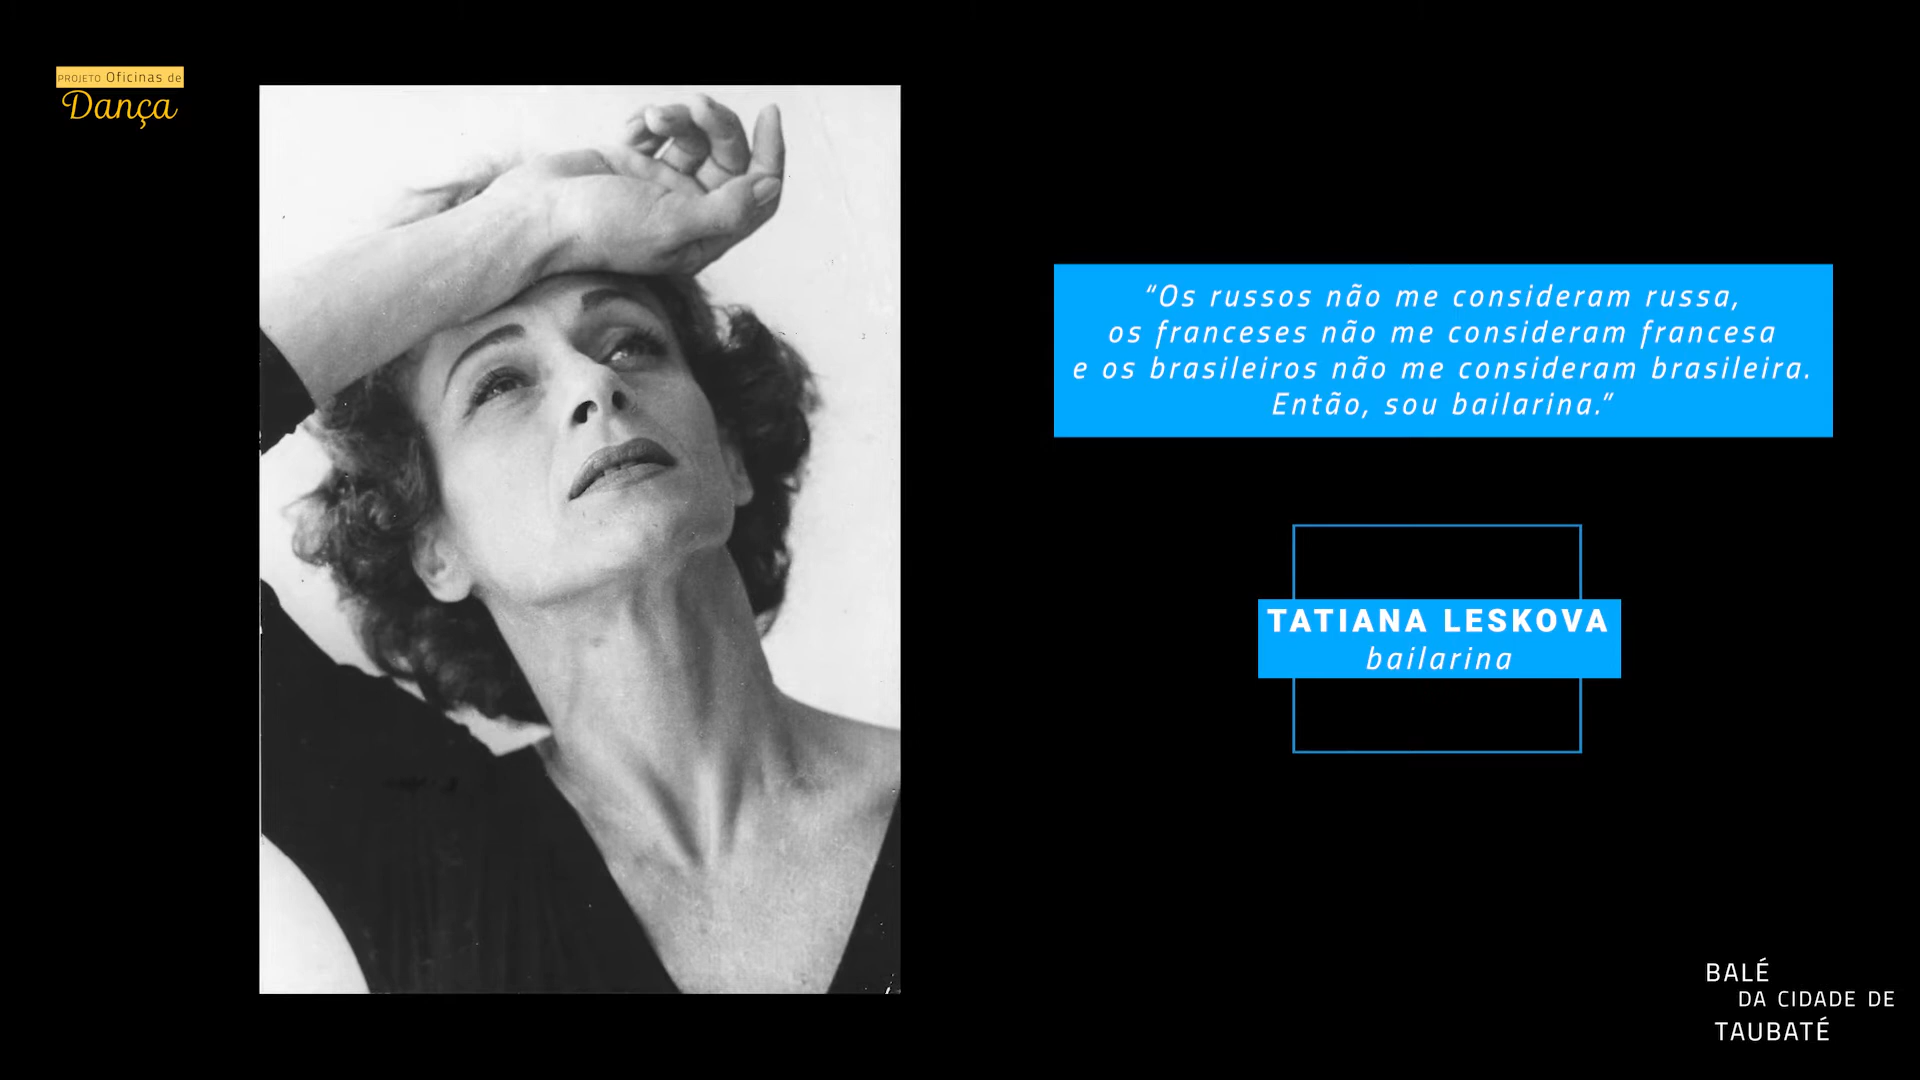 PROJETO Oficinas de
Dança
“Os russos não me consideram russa,
os franceses não me consideram francesa
e os brasileiros não me consideram brasileira.
Então, sou bailarina.”
TATIANA LESKOVA
bailarina
BALÉ
DA CIDADE DE
TAUBATÉ